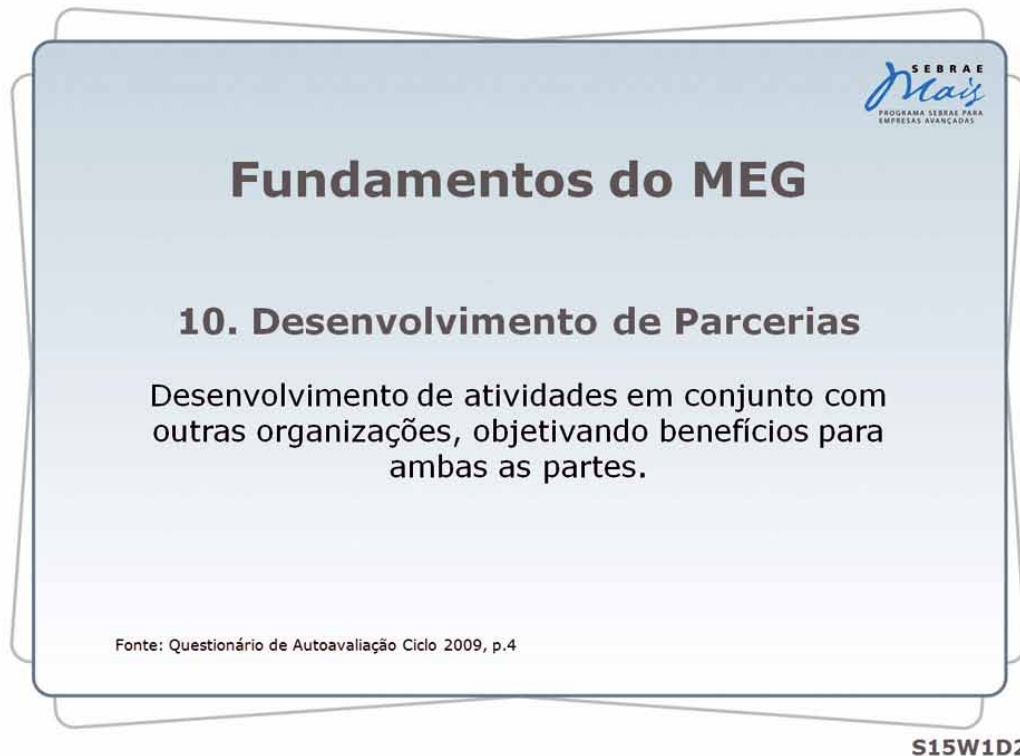 SEBRAE
Mais
PROGRAMA SEBRAE PARA
EMPRESAS AVANÇADAS
Fundamentos do MEG
10. Desenvolvimento de Parcerias
Desenvolvimento de atividades em conjunto com
outras organizações, objetivando benefícios para
ambas as partes.
Fonte: Questionário de Autoavaliação Ciclo 2009, p.4
S15W1D2